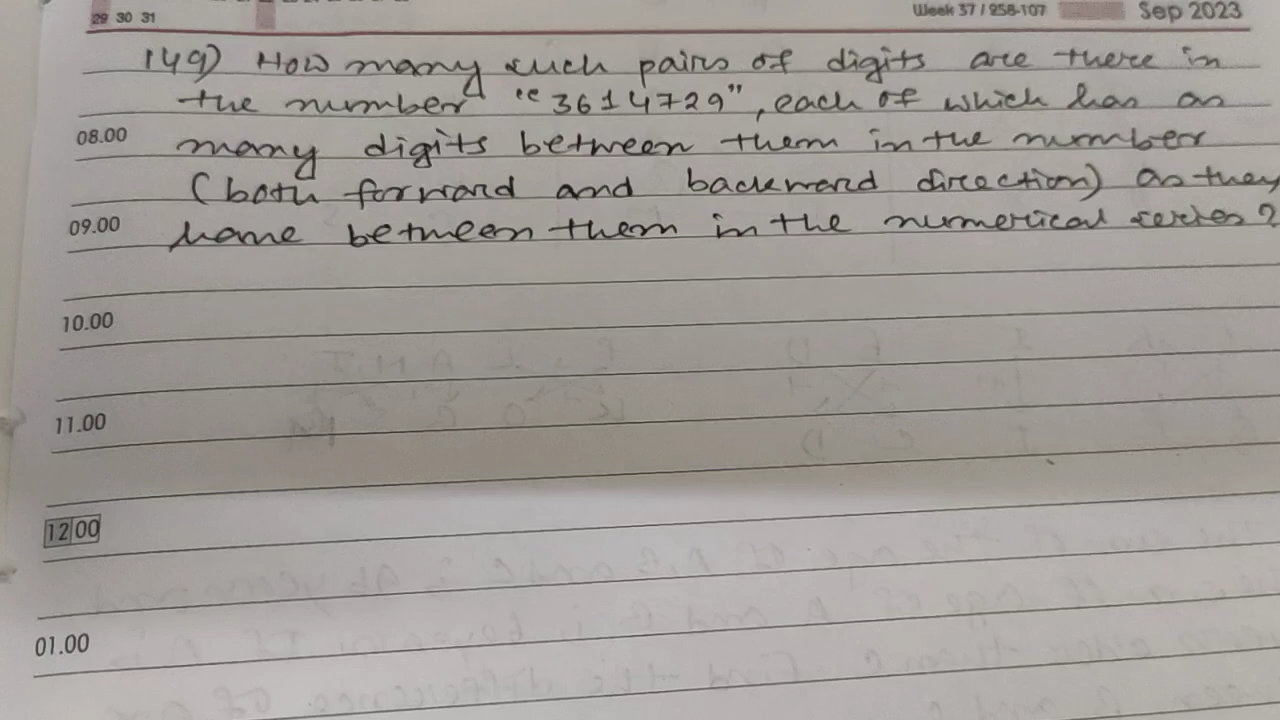 29 30 31 Week 37 / 258-107 Sep 2023
149) How many such pairs of digits are there in
the number "3614729", each of which has as
08.00 many digits between them in the number
(both forward and backward direction) as they
09.00 have between them in the numerical series?
10.00
11.00
12 00
01.00